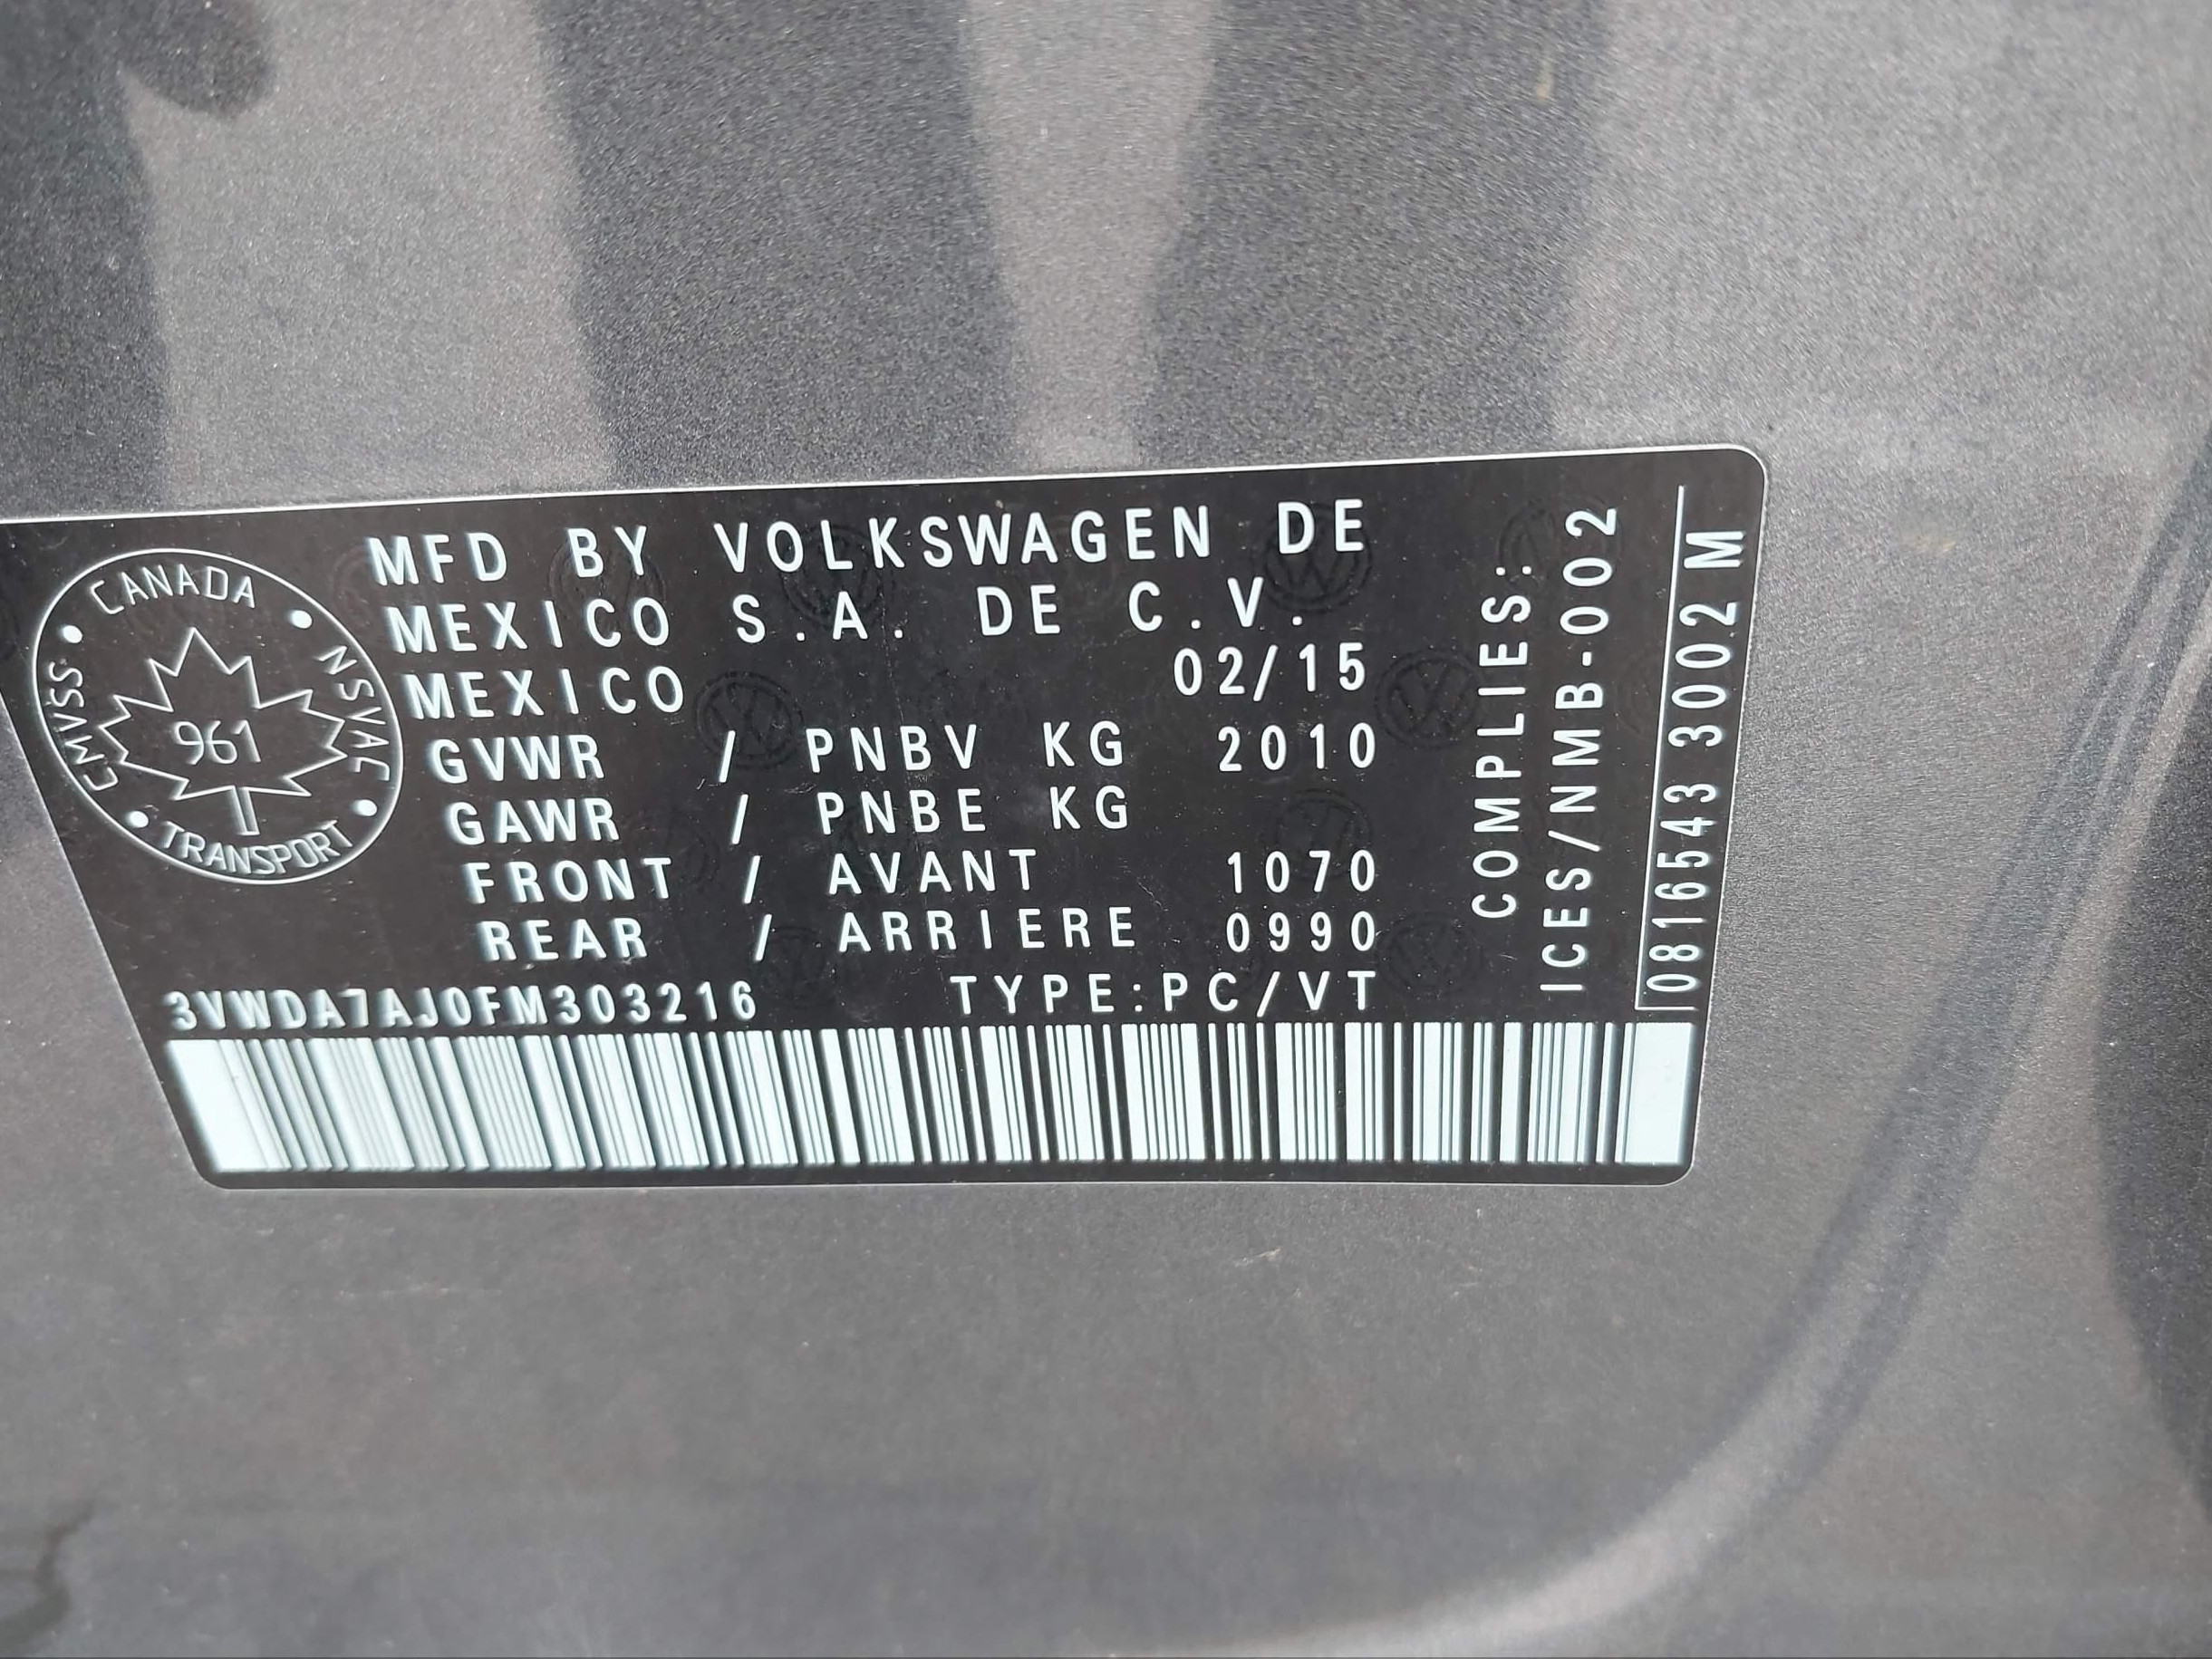 MFD BY VOLKSWAGEN DE
MEXICO S.A. DE C.V.
MEXICO 02/15
GVWR / PNBV KG 2010
GAWR / PNBE KG
FRONT / AVANT 1070
REAR / ARRIERE 0990
3VWDA7AJ0FM303216 TYPE:PC/VT
CANADA
NSVAC
TRANSPORT
CMVSS
961
COMPLIES:
ICES/NMB-002
0816543 3002 M